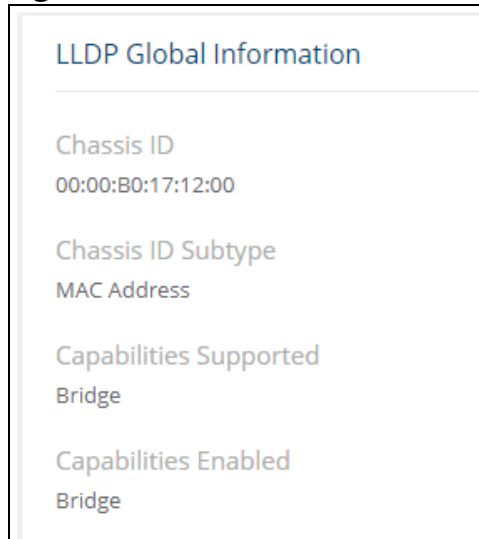 LLDP Global Information
Chassis ID
00:00:B0:17:12:00
Chassis ID Subtype
MAC Address
Capabilities Supported
Bridge
Capabilities Enabled
Bridge